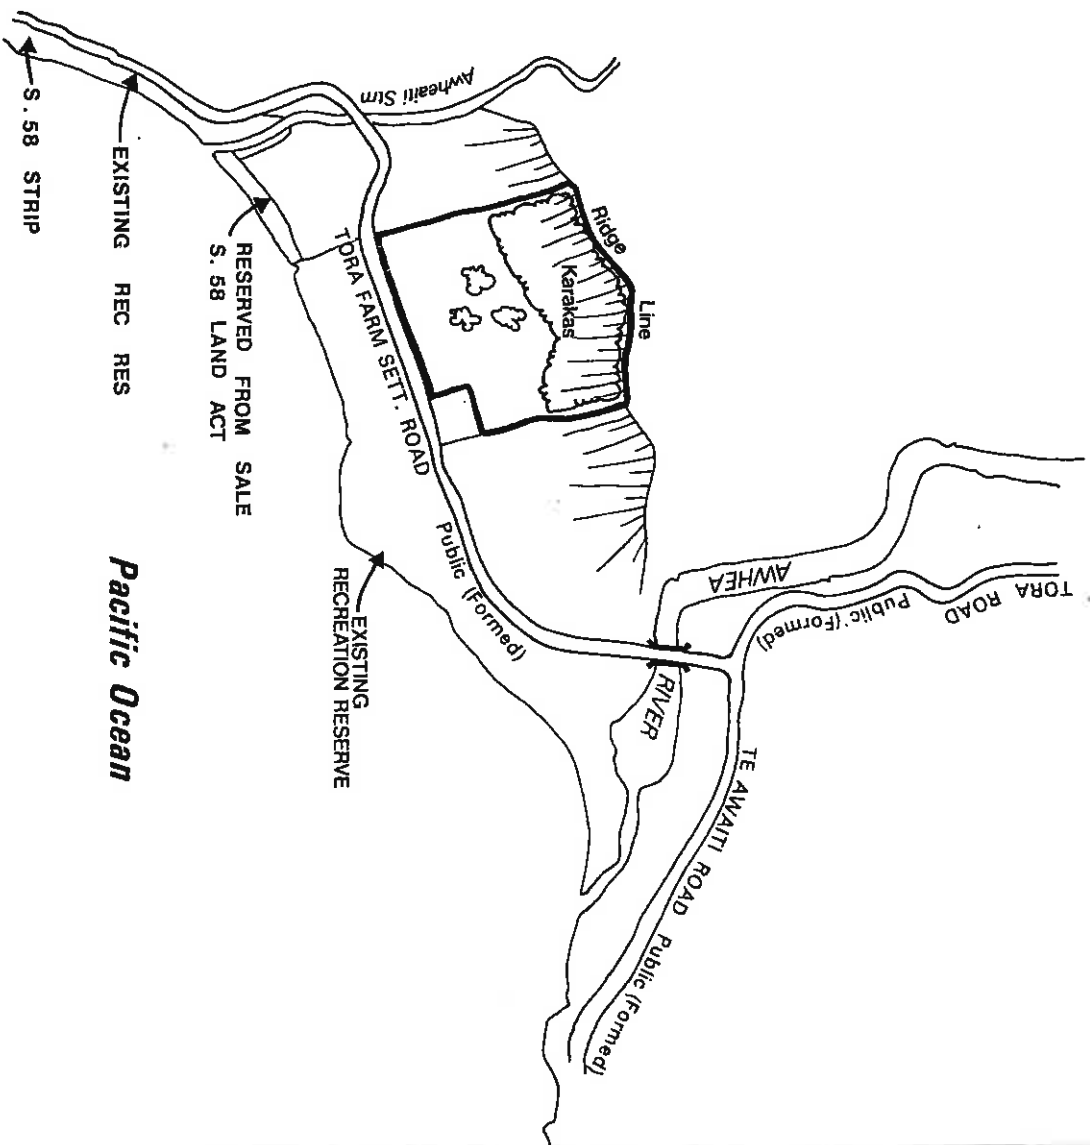 Awheaiti Strm
Ridge
Line
Karakas
TORA FARM SETT. ROAD
Public (Formed)
AWHEA
RIVER
TORA ROAD
Public (Formed)
TE AWAITI ROAD Public (Formed)
EXISTING
RECREATION RESERVE
RESERVED FROM SALE
S. 58 LAND ACT
EXISTING REC RES
S. 58 STRIP
Pacific Ocean